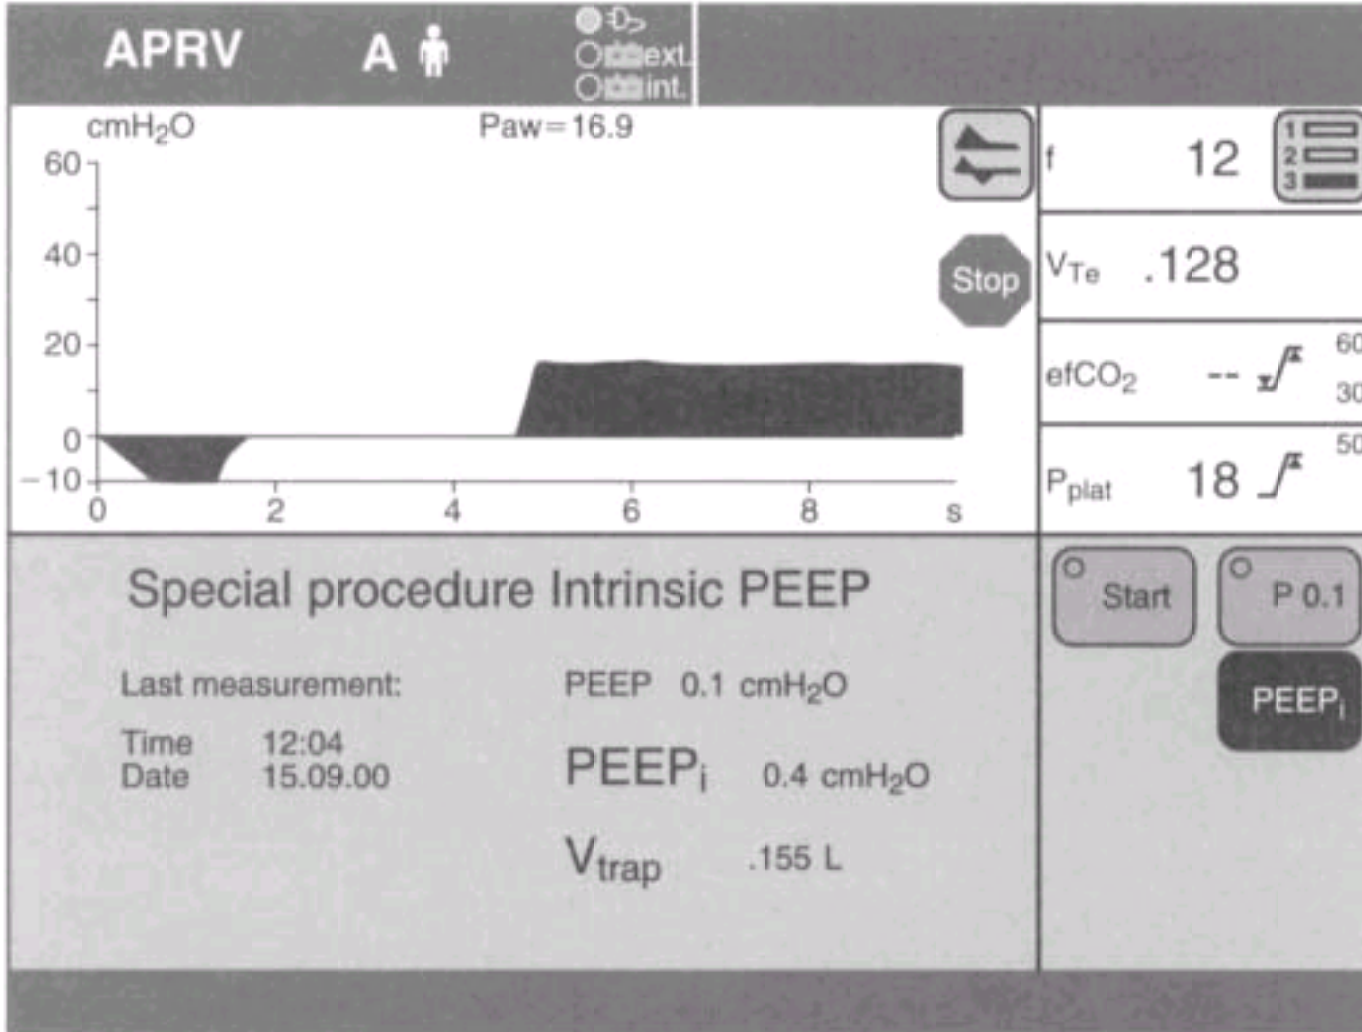 APRV A
ext.
int.
cmH₂O Paw=16.9
60
40
20
0
−10
0 2 4 6 8 s
Stop
f 12
1
2
3
VTe .128
efCO₂ -- 60
30
Pplat 18 50
Special procedure Intrinsic PEEP
Last measurement:
Time 12:04
Date 15.09.00
PEEP 0.1 cmH₂O
PEEPi 0.4 cmH₂O
Vtrap .155 L
Start
P 0.1
PEEPi